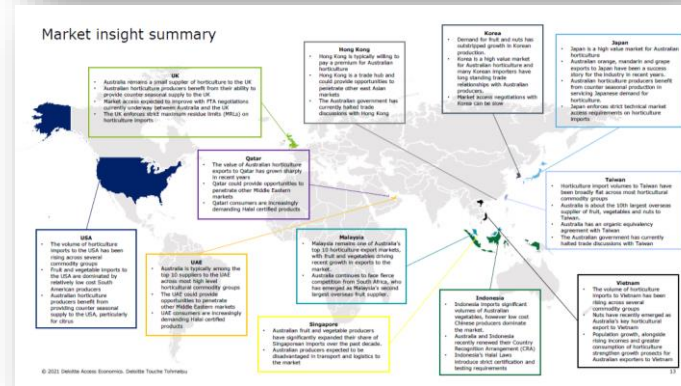 Market insight summary
UK
• Australia remains a small supplier of horticulture to the UK
• Australian horticulture producers benefit from their ability to
provide counter seasonal supply to the UK
• Market access expected to improve with FTA negotiations
currently underway between Australia and the UK
• The UK enforces strict maximum residue limits (MRLs) on
horticulture imports
Hong Kong
• Hong Kong is typically willing to
pay a premium for Australian
horticulture
• Hong Kong is a trade hub and
could provide opportunities to
penetrate other east Asian
markets
• The Australian government has
currently halted trade
discussions with Hong Kong
Korea
• Demand for fruit and nuts has
outstripped growth in Korean
production.
• Korea is a high value market
for Australian horticulture and
many Korean importers have
long standing trade
relationships with Australian
producers.
• Market access negotiations with
Korea can be slow
Japan
• Japan is a high value market for Australian
horticulture
• Australian orange, mandarin and grape
exports to Japan have been a success
story for the industry in recent years.
• Australian horticulture producers benefit
from counter seasonal production in
servicing Japanese demand for
horticulture.
• Japan enforces strict technical market
access requirements on horticulture
imports
Qatar
• The value of Australian horticulture
exports to Qatar has grown sharply
in recent years
• Qatar could provide opportunities to
penetrate other Middle Eastern
markets
• Qatari consumers are increasingly
demanding Halal certified products
Taiwan
• Horticulture import volumes to Taiwan have
been broadly flat across most horticultural
commodity groups
• Australia is about the 10th largest overseas
supplier of fruit, vegetables and nuts to
Taiwan.
• Australia has an organic equivalency
agreement with Taiwan
• The Australian government has currently
halted trade discussions with Taiwan
USA
• The volume of horticulture
imports to the USA has been
rising across several
commodity groups
• Fruit and vegetable imports to
the USA are dominated by
relatively low cost South
American producers
• Australian horticulture
producers benefit from
providing counter seasonal
supply to the USA, particularly
for citrus
UAE
• Australia is typically among the
top 10 suppliers to the UAE
across most high level
horticultural commodity groups
• The UAE could provide
opportunities to penetrate
other Middle Eastern markets
• UAE consumers are increasingly
demanding Halal certified
products
Malaysia
• Malaysia remains one of Australia's
top 10 horticulture export markets,
with fruit and vegetables driving
recent growth in exports to the
market.
• Australia continues to face fierce
competition from South Africa, who
has emerged as Malaysia's second
largest overseas fruit supplier.
Singapore
• Australian fruit and vegetable producers
have significantly expanded their share of
Singaporean imports over the past decade.
• Australian producers expected to be
disadvantaged in transport and logistics to
the market
Indonesia
• Indonesia imports significant
volumes of Australian
vegetables, however low cost
Chinese producers dominate
the market.
• Australia and Indonesia
recently renewed their Country
Recognition Arrangement (CRA)
• Indonesia's Halal Laws
introduce strict certification and
testing requirements
Vietnam
• The volume of horticulture
imports to Vietnam has been
rising across several
commodity groups
• Nuts have recently emerged as
Australia's key horticultural
export to Vietnam
• Population growth, alongside
rising incomes and greater
consumption of horticulture
strengthen growth prospects for
Australian exporters to Vietnam
© 2021 Deloitte Access Economics. Deloitte Touche Tohmatsu
13